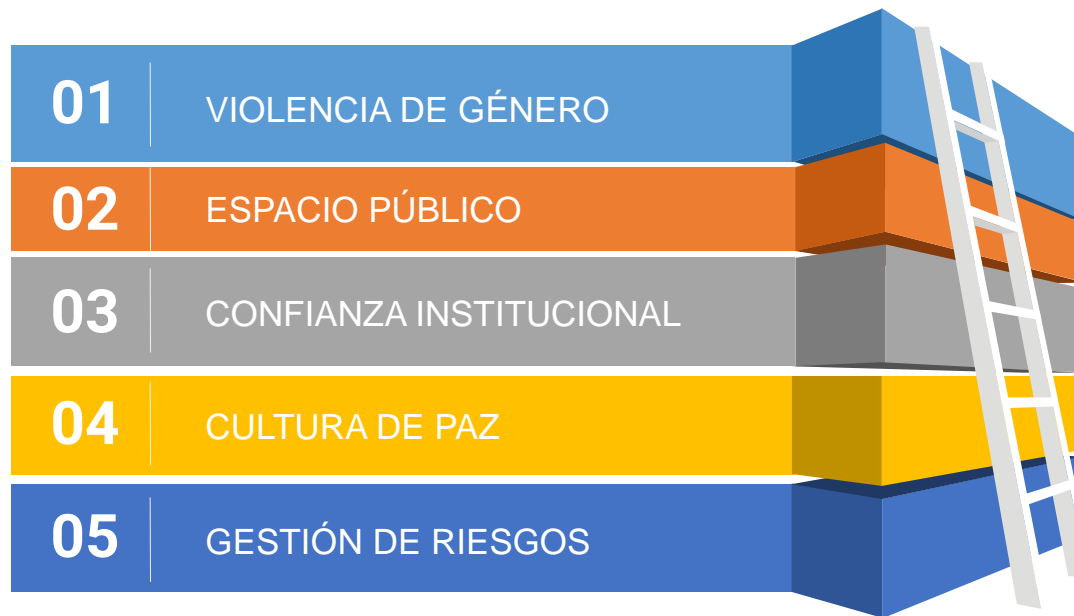 01 VIOLENCIA DE GÉNERO
02 ESPACIO PÚBLICO
03 CONFIANZA INSTITUCIONAL
04 CULTURA DE PAZ
05 GESTIÓN DE RIESGOS